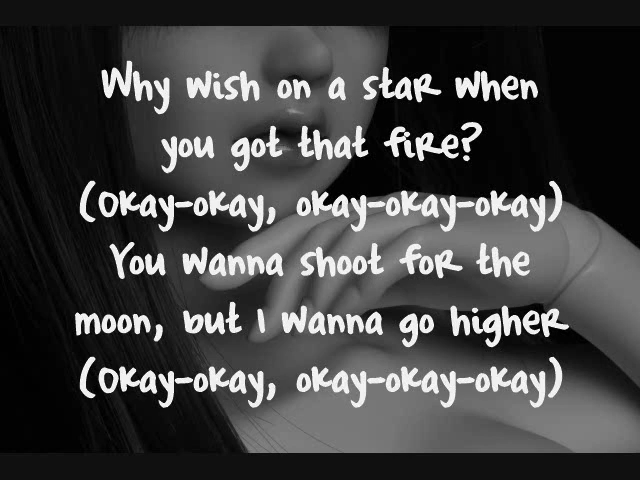 Why wish on a star when
you got that fire?
(Okay-okay, okay-okay-okay)
You wanna shoot for the
moon, but I wanna go higher
(Okay-okay, okay-okay-okay)